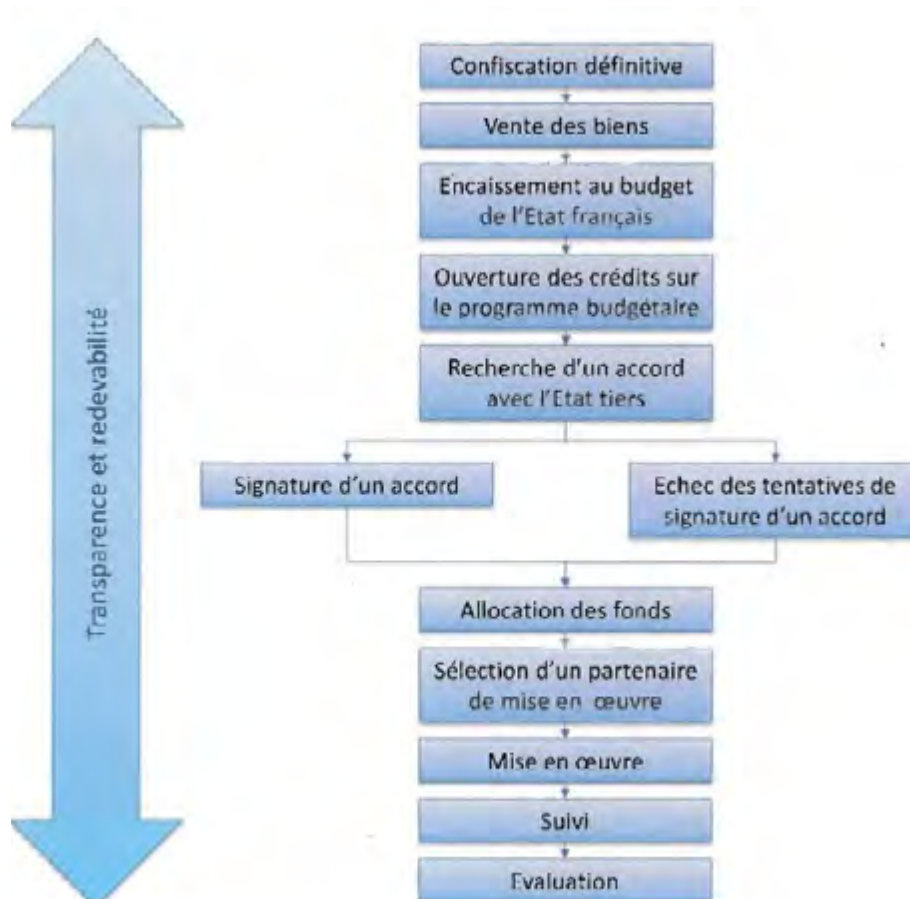 Confiscation définitive
Vente des biens
Encaissement au budget
de l'Etat français
Ouverture des crédits sur
le programme budgétaire
Recherche d'un accord
avec l'Etat tiers
Signature d'un accord
Echec des tentatives de
signature d'un accord
Allocation des fonds
Sélection d'un partenaire
de mise en œuvre
Mise en œuvre
Suivi
Evaluation
Transparence et redevabilité